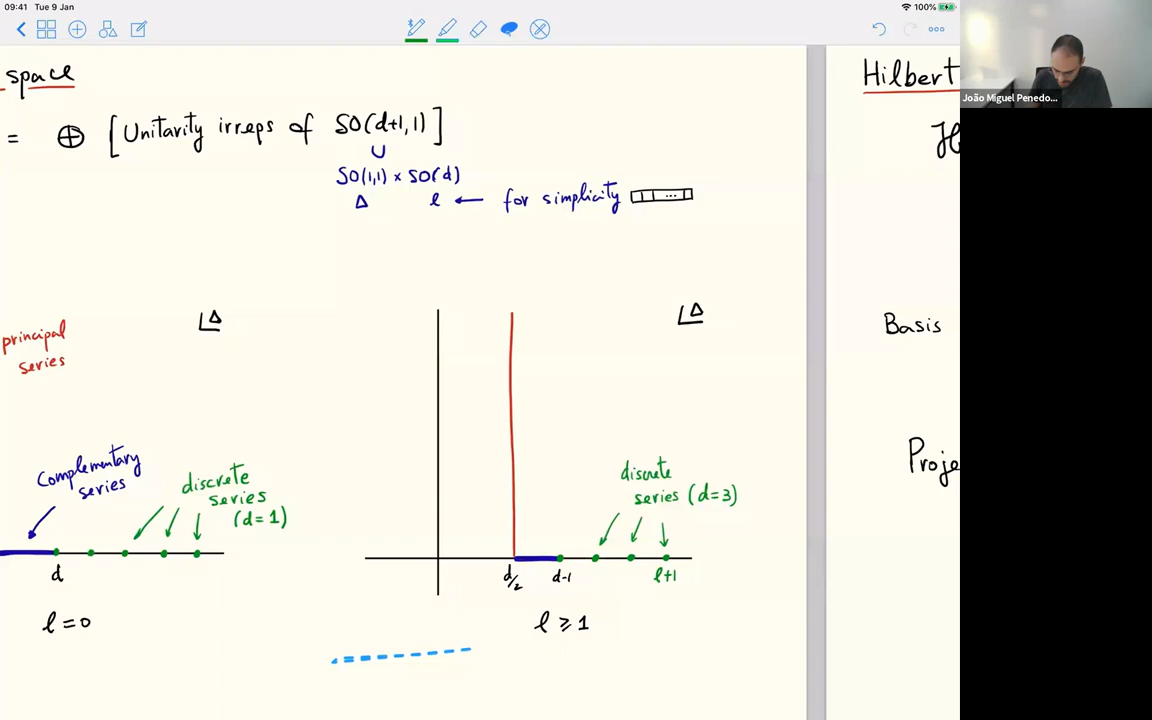 09:41 Tue 9 Jan
100%
space
Hilbert
João Miguel Penedo...
= ⊕ [Unitarity irreps of SO(d+1,1)]
∪
SO(1,1) × SO(d)
Δ ℓ ← for simplicity
H
principal
series
Δ
Δ
Basis
Complementary
series
discrete
series
(d=1)
discrete
series (d=3)
Proje
d
d/2 d-1 ℓ+1
ℓ=0
ℓ ≥ 1